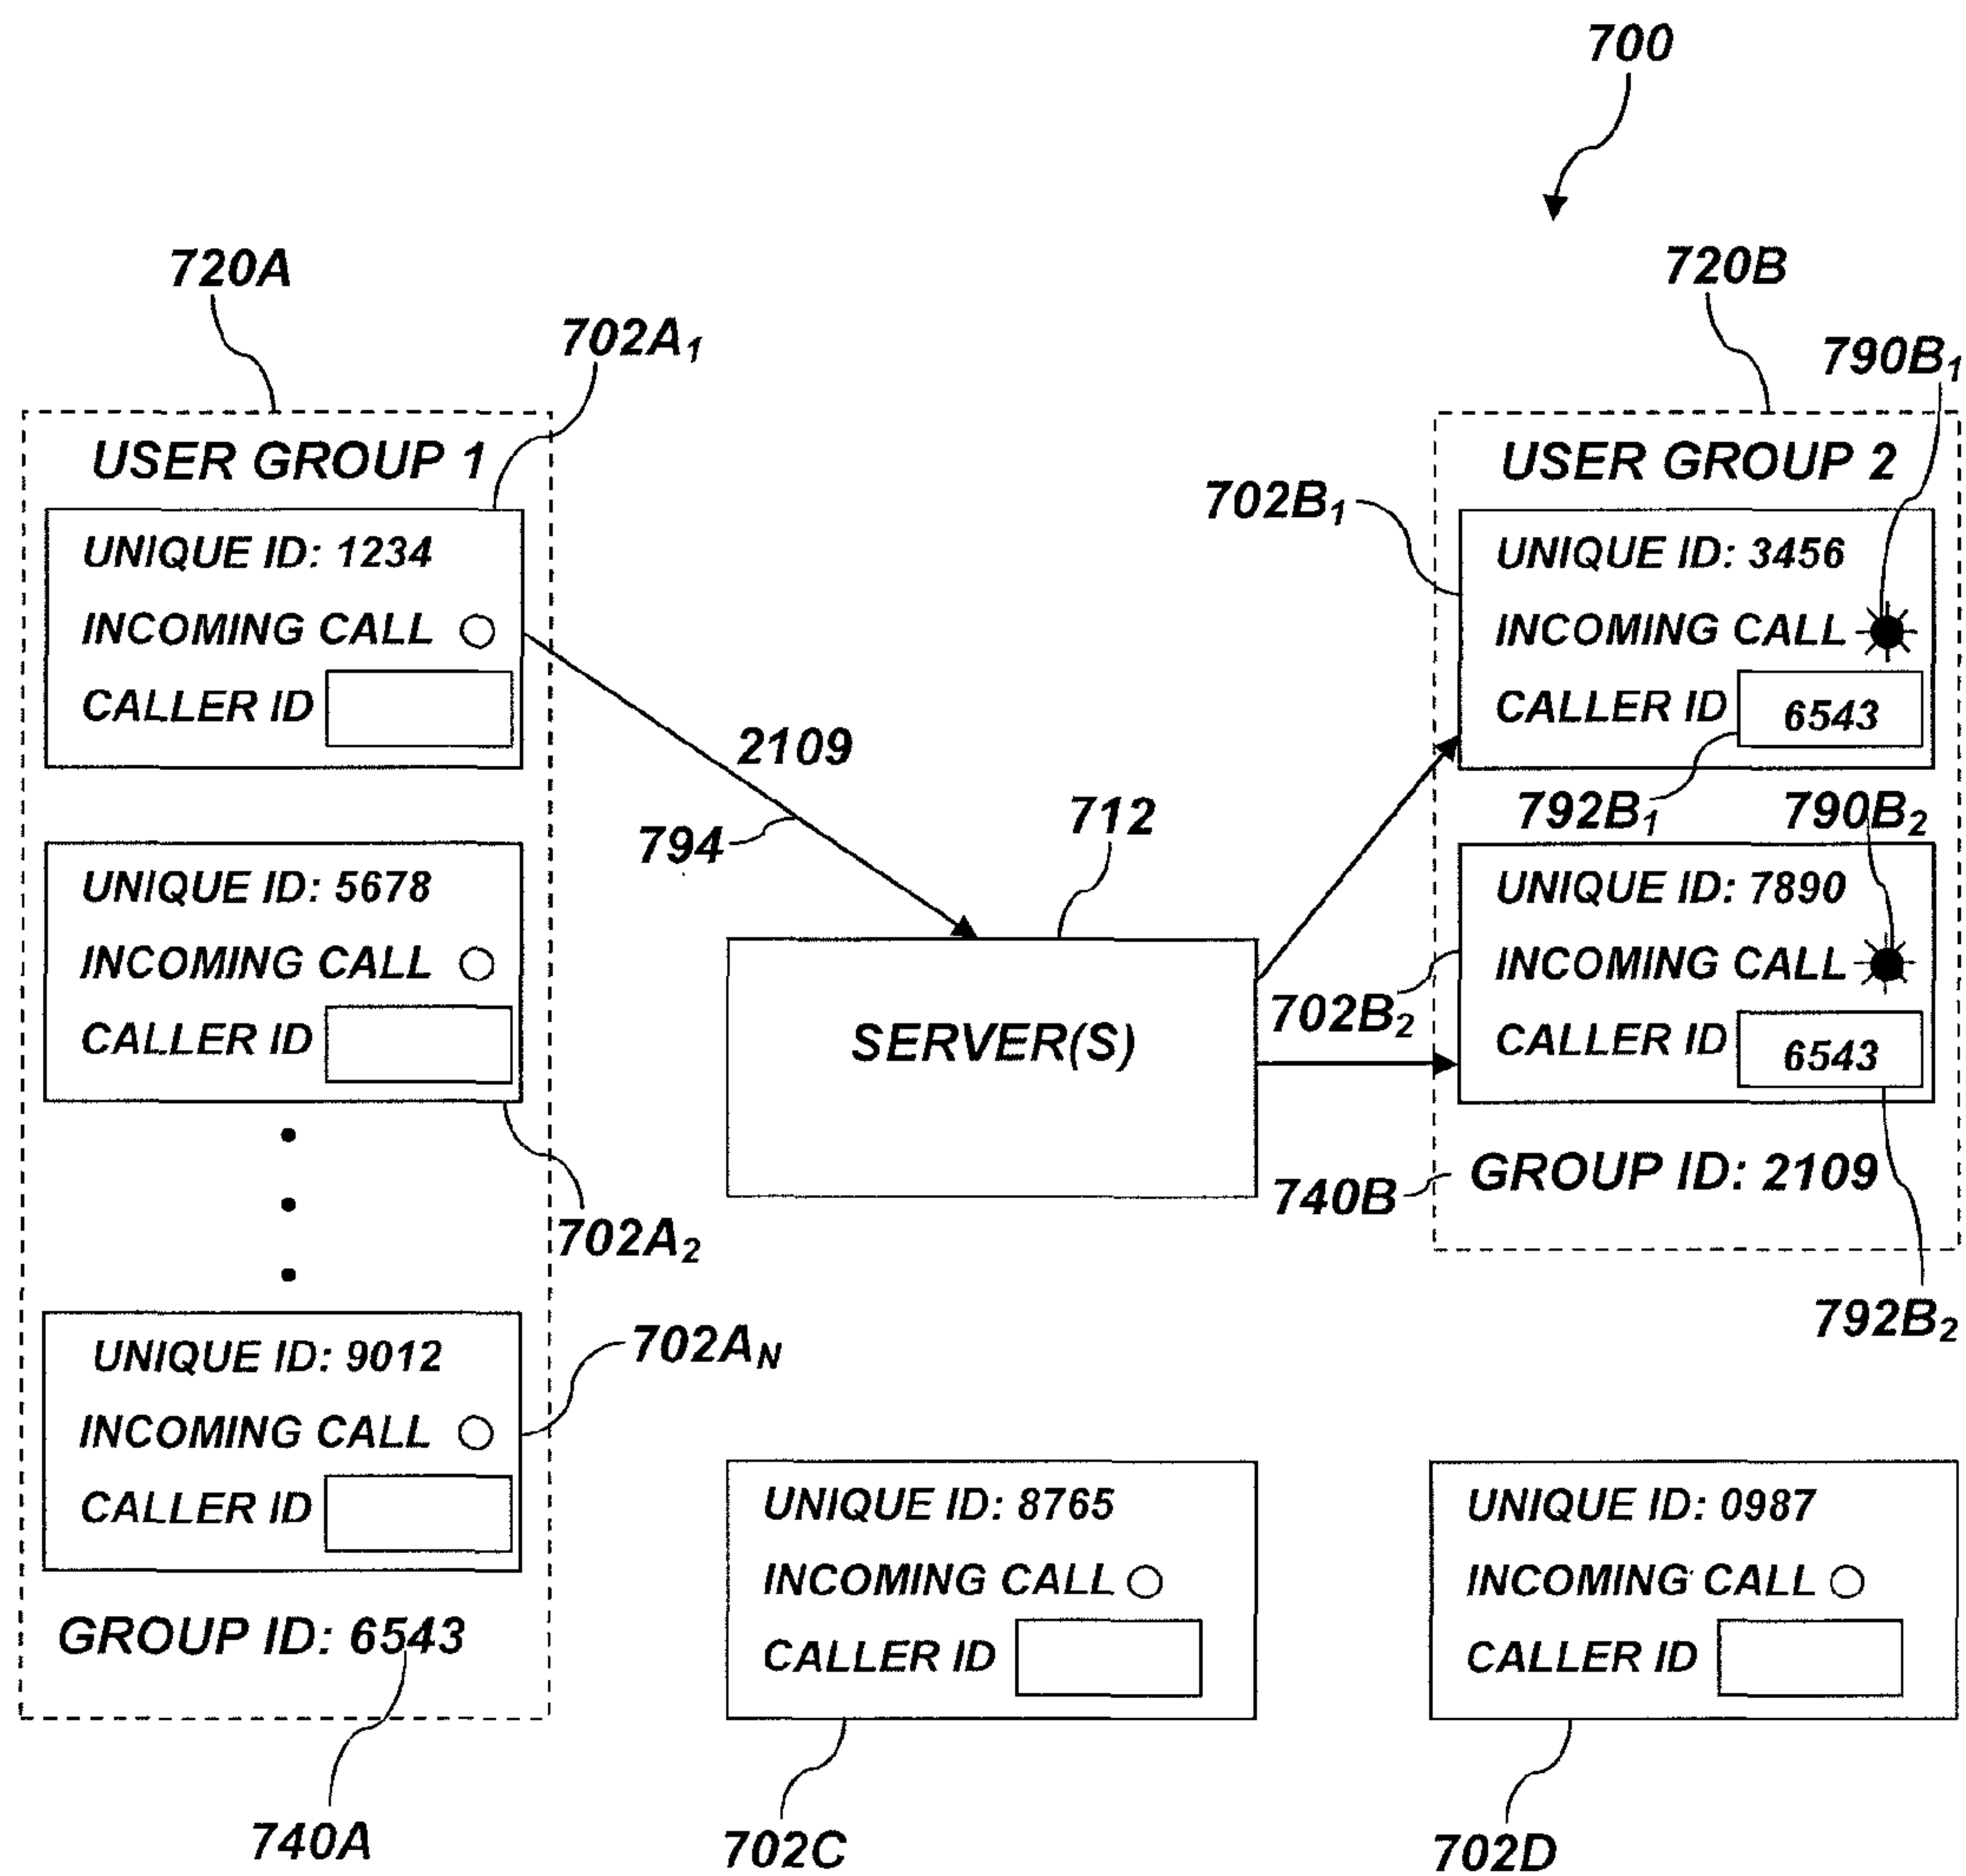 700
720A
702A1
720B
790B1
USER GROUP 1
UNIQUE ID: 1234
INCOMING CALL
CALLER ID
UNIQUE ID: 5678
INCOMING CALL
CALLER ID
702A2
UNIQUE ID: 9012
INCOMING CALL
CALLER ID
702AN
GROUP ID: 6543
740A
2109
794
712
SERVER(S)
702B1
USER GROUP 2
UNIQUE ID: 3456
INCOMING CALL
CALLER ID 6543
792B1
790B2
702B2
UNIQUE ID: 7890
INCOMING CALL
CALLER ID 6543
740B
GROUP ID: 2109
792B2
UNIQUE ID: 8765
INCOMING CALL
CALLER ID
702C
UNIQUE ID: 0987
INCOMING CALL
CALLER ID
702D